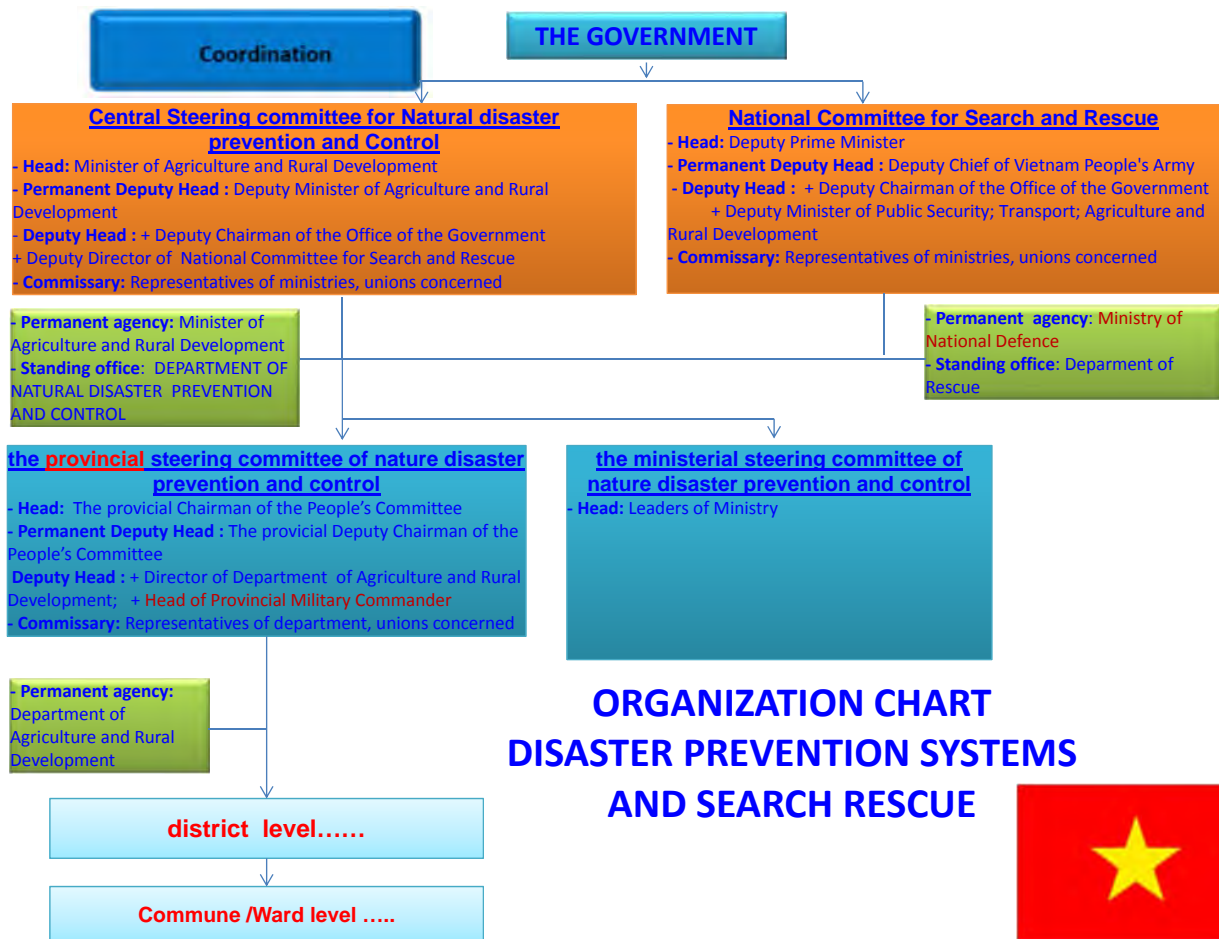 Coordination
THE GOVERNMENT
Central Steering committee for Natural disaster
prevention and Control
- Head: Minister of Agriculture and Rural Development
- Permanent Deputy Head : Deputy Minister of Agriculture and Rural
Development
- Deputy Head : + Deputy Chairman of the Office of the Government
+ Deputy Director of National Committee for Search and Rescue
- Commissary: Representatives of ministries, unions concerned
National Committee for Search and Rescue
- Head: Deputy Prime Minister
- Permanent Deputy Head : Deputy Chief of Vietnam People's Army
- Deputy Head : + Deputy Chairman of the Office of the Government
+ Deputy Minister of Public Security; Transport; Agriculture and
Rural Development
- Commissary: Representatives of ministries, unions concerned
- Permanent agency: Minister of
Agriculture and Rural Development
- Standing office: DEPARTMENT OF
NATURAL DISASTER PREVENTION
AND CONTROL
- Permanent agency: Ministry of
National Defence
- Standing office: Deparment of
Rescue
the provincial steering committee of nature disaster
prevention and control
- Head: The provicial Chairman of the People's Committee
- Permanent Deputy Head : The provicial Deputy Chairman of the
People's Committee
Deputy Head : + Director of Department of Agriculture and Rural
Development; + Head of Provincial Military Commander
- Commissary: Representatives of department, unions concerned
the ministerial steering committee of
nature disaster prevention and control
- Head: Leaders of Ministry
- Permanent agency:
Department of
Agriculture and Rural
Development
ORGANIZATION CHART
DISASTER PREVENTION SYSTEMS
AND SEARCH RESCUE
district level......
Commune /Ward level .....